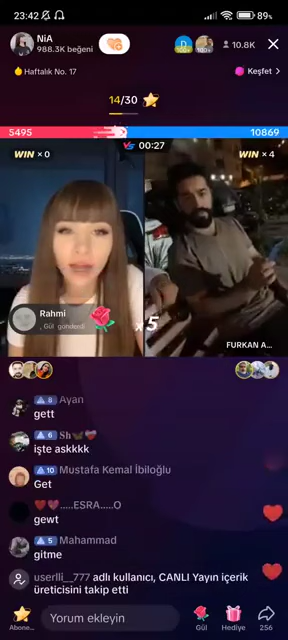 23:42
89%
NiA
988.3K beğeni
100+
10.8K
Haftalık No. 17
Keşfet >
14/30
5495
10869
WIN × 0
VS 00:27
WIN × 4
Rahmi
, Gül gönderdi
x5
FURKAN A...
8 Ayan
gett
6 Sh
işte askkkk
10 Mustafa Kemal İbiloğlu
Get
.....ESRA.....O
gewt
5 Mahammad
gitme
userlli__777 adlı kullanıcı, CANLI Yayın içerik
üreticisini takip etti
Abone...
Yorum ekleyin
Gül
Hediye
256